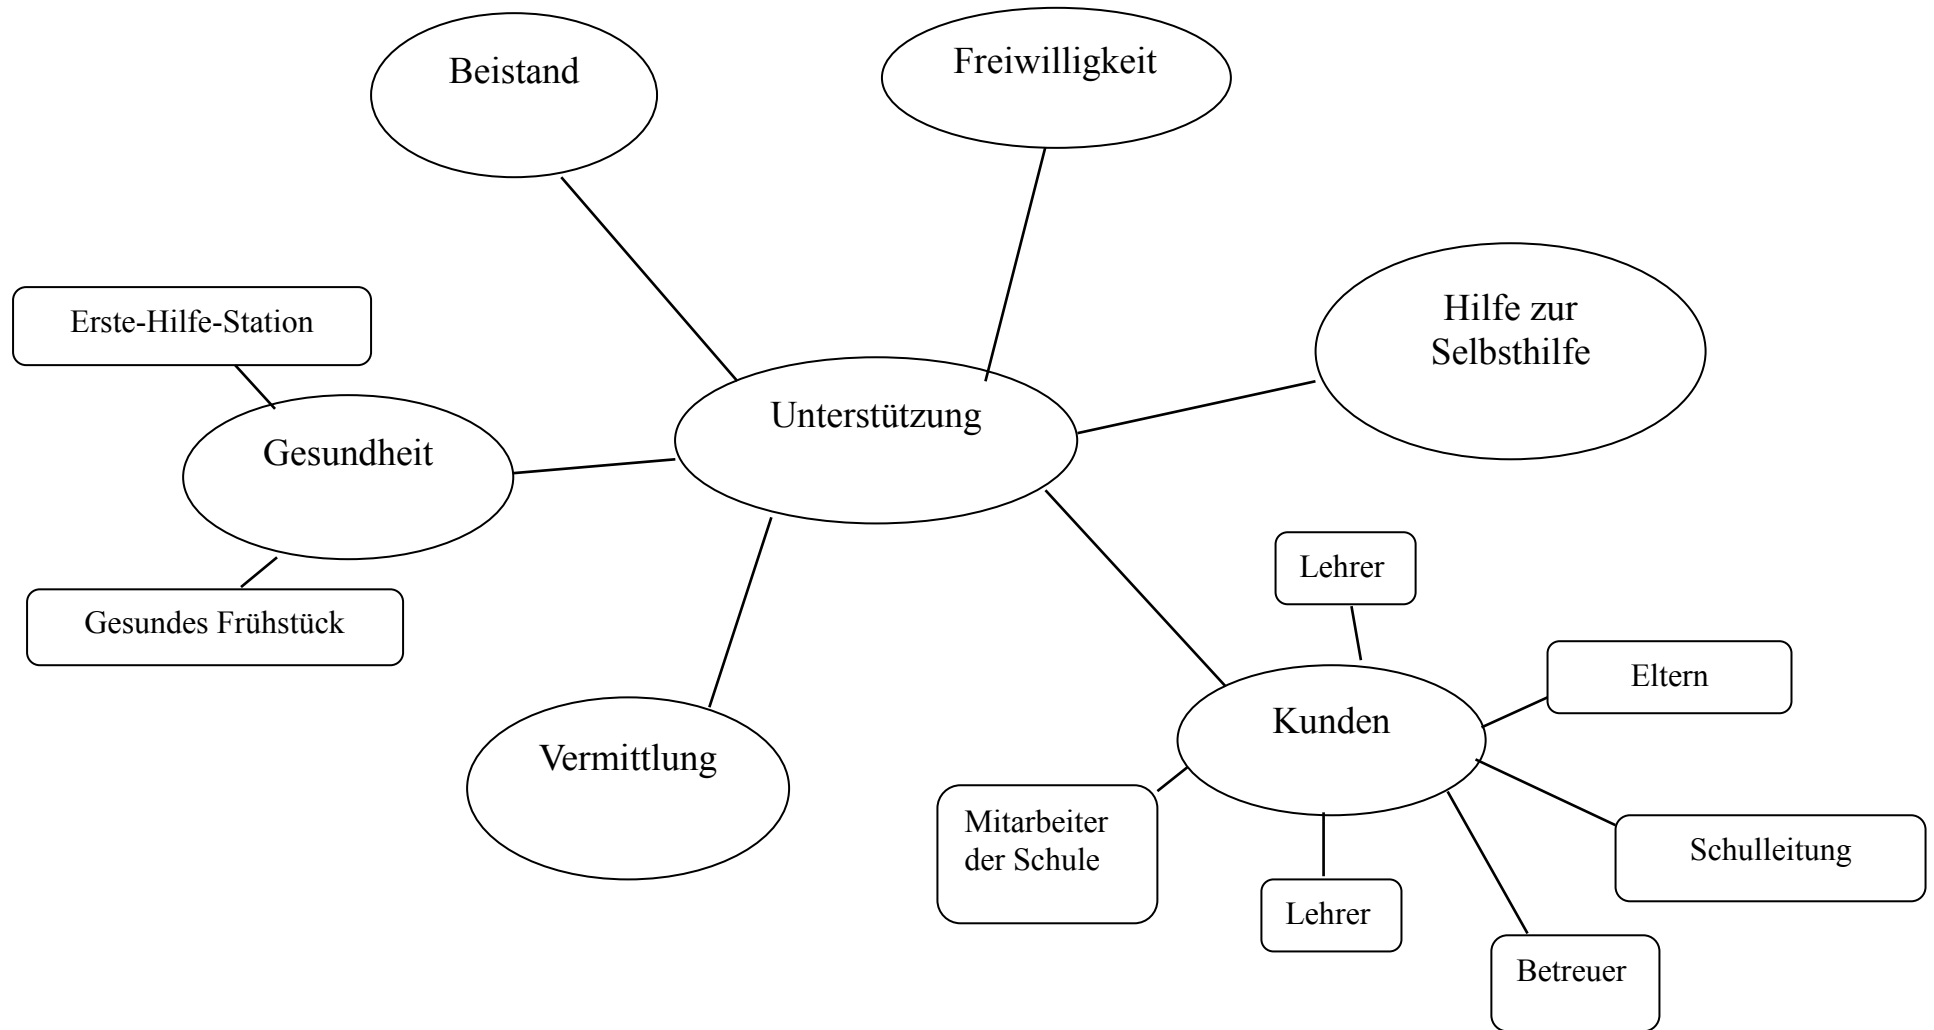 Beistand
Freiwilligkeit
Hilfe zur
Selbsthilfe
Erste-Hilfe-Station
Unterstützung
Gesundheit
Gesundes Frühstück
Lehrer
Eltern
Kunden
Vermittlung
Mitarbeiter
der Schule
Schulleitung
Lehrer
Betreuer